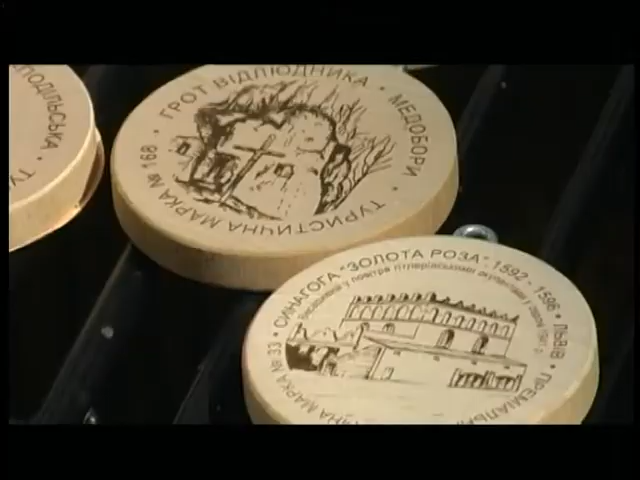 ПОДІЛЬСЬКА •
ГРОТ ВІДЛЮДНИКА • МЕДОБОРИ •
ТУРИСТИЧНА МАРКА № 168 •
СИНАГОГА "ЗОЛОТА РОЗА" • 1592 - 1596 • ЛЬВІВ
МАРКА № 33 •